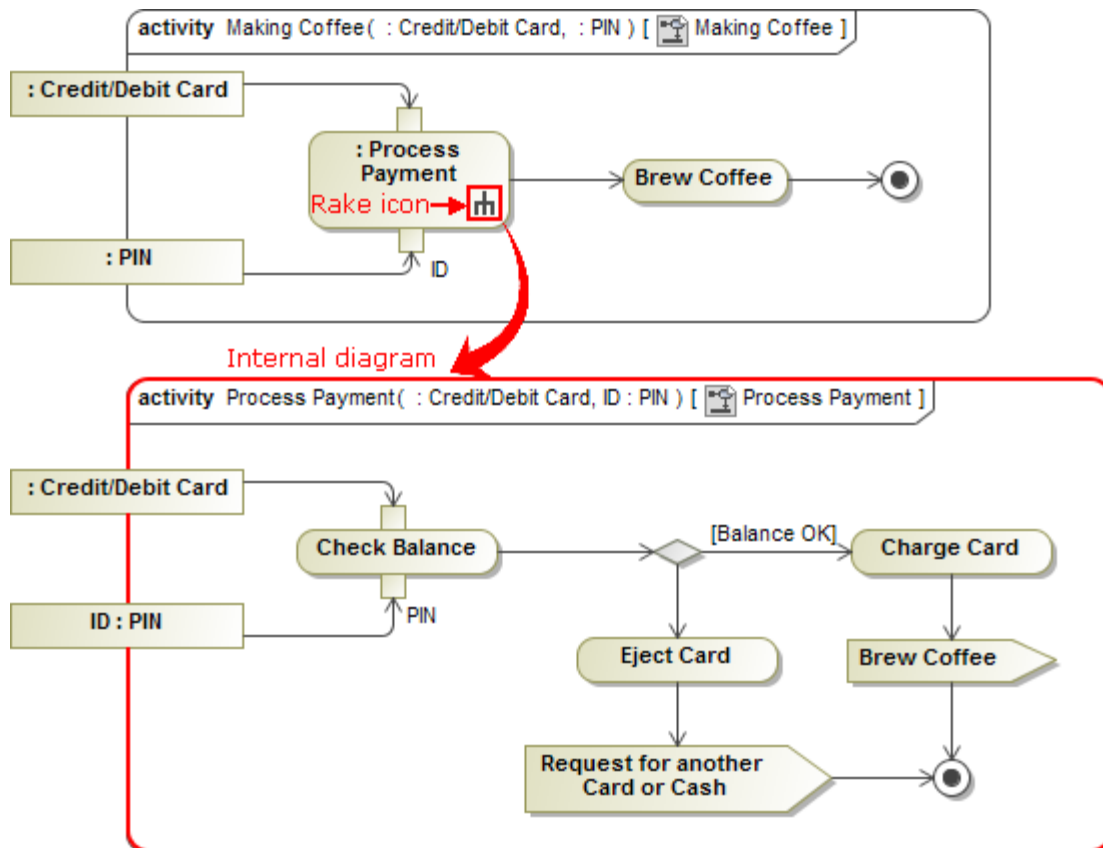 activity Making Coffee( : Credit/Debit Card, : PIN ) [ Making Coffee ]
: Credit/Debit Card
: Process
Payment
Rake icon
Brew Coffee
: PIN
ID
Internal diagram
activity Process Payment( : Credit/Debit Card, ID : PIN ) [ Process Payment ]
: Credit/Debit Card
Check Balance
[Balance OK]
Charge Card
ID : PIN
PIN
Eject Card
Brew Coffee
Request for another
Card or Cash